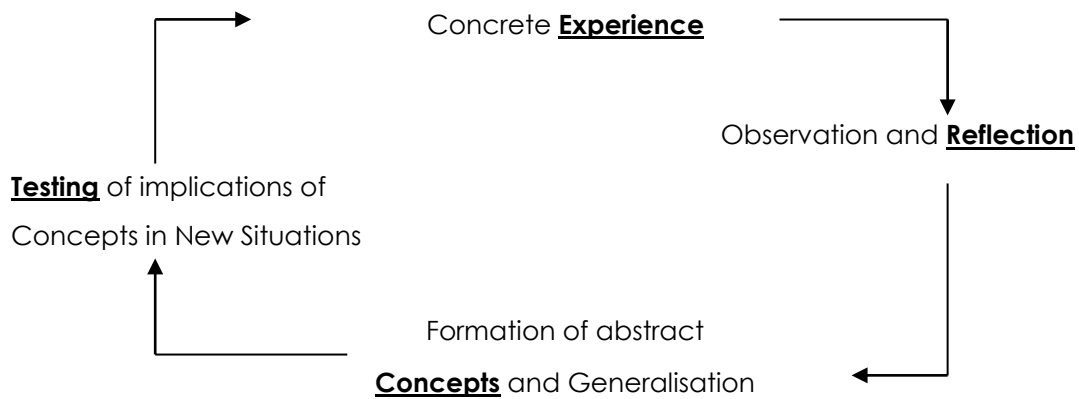 Concrete Experience
Observation and Reflection
Testing of implications of
Concepts in New Situations
Formation of abstract
Concepts and Generalisation